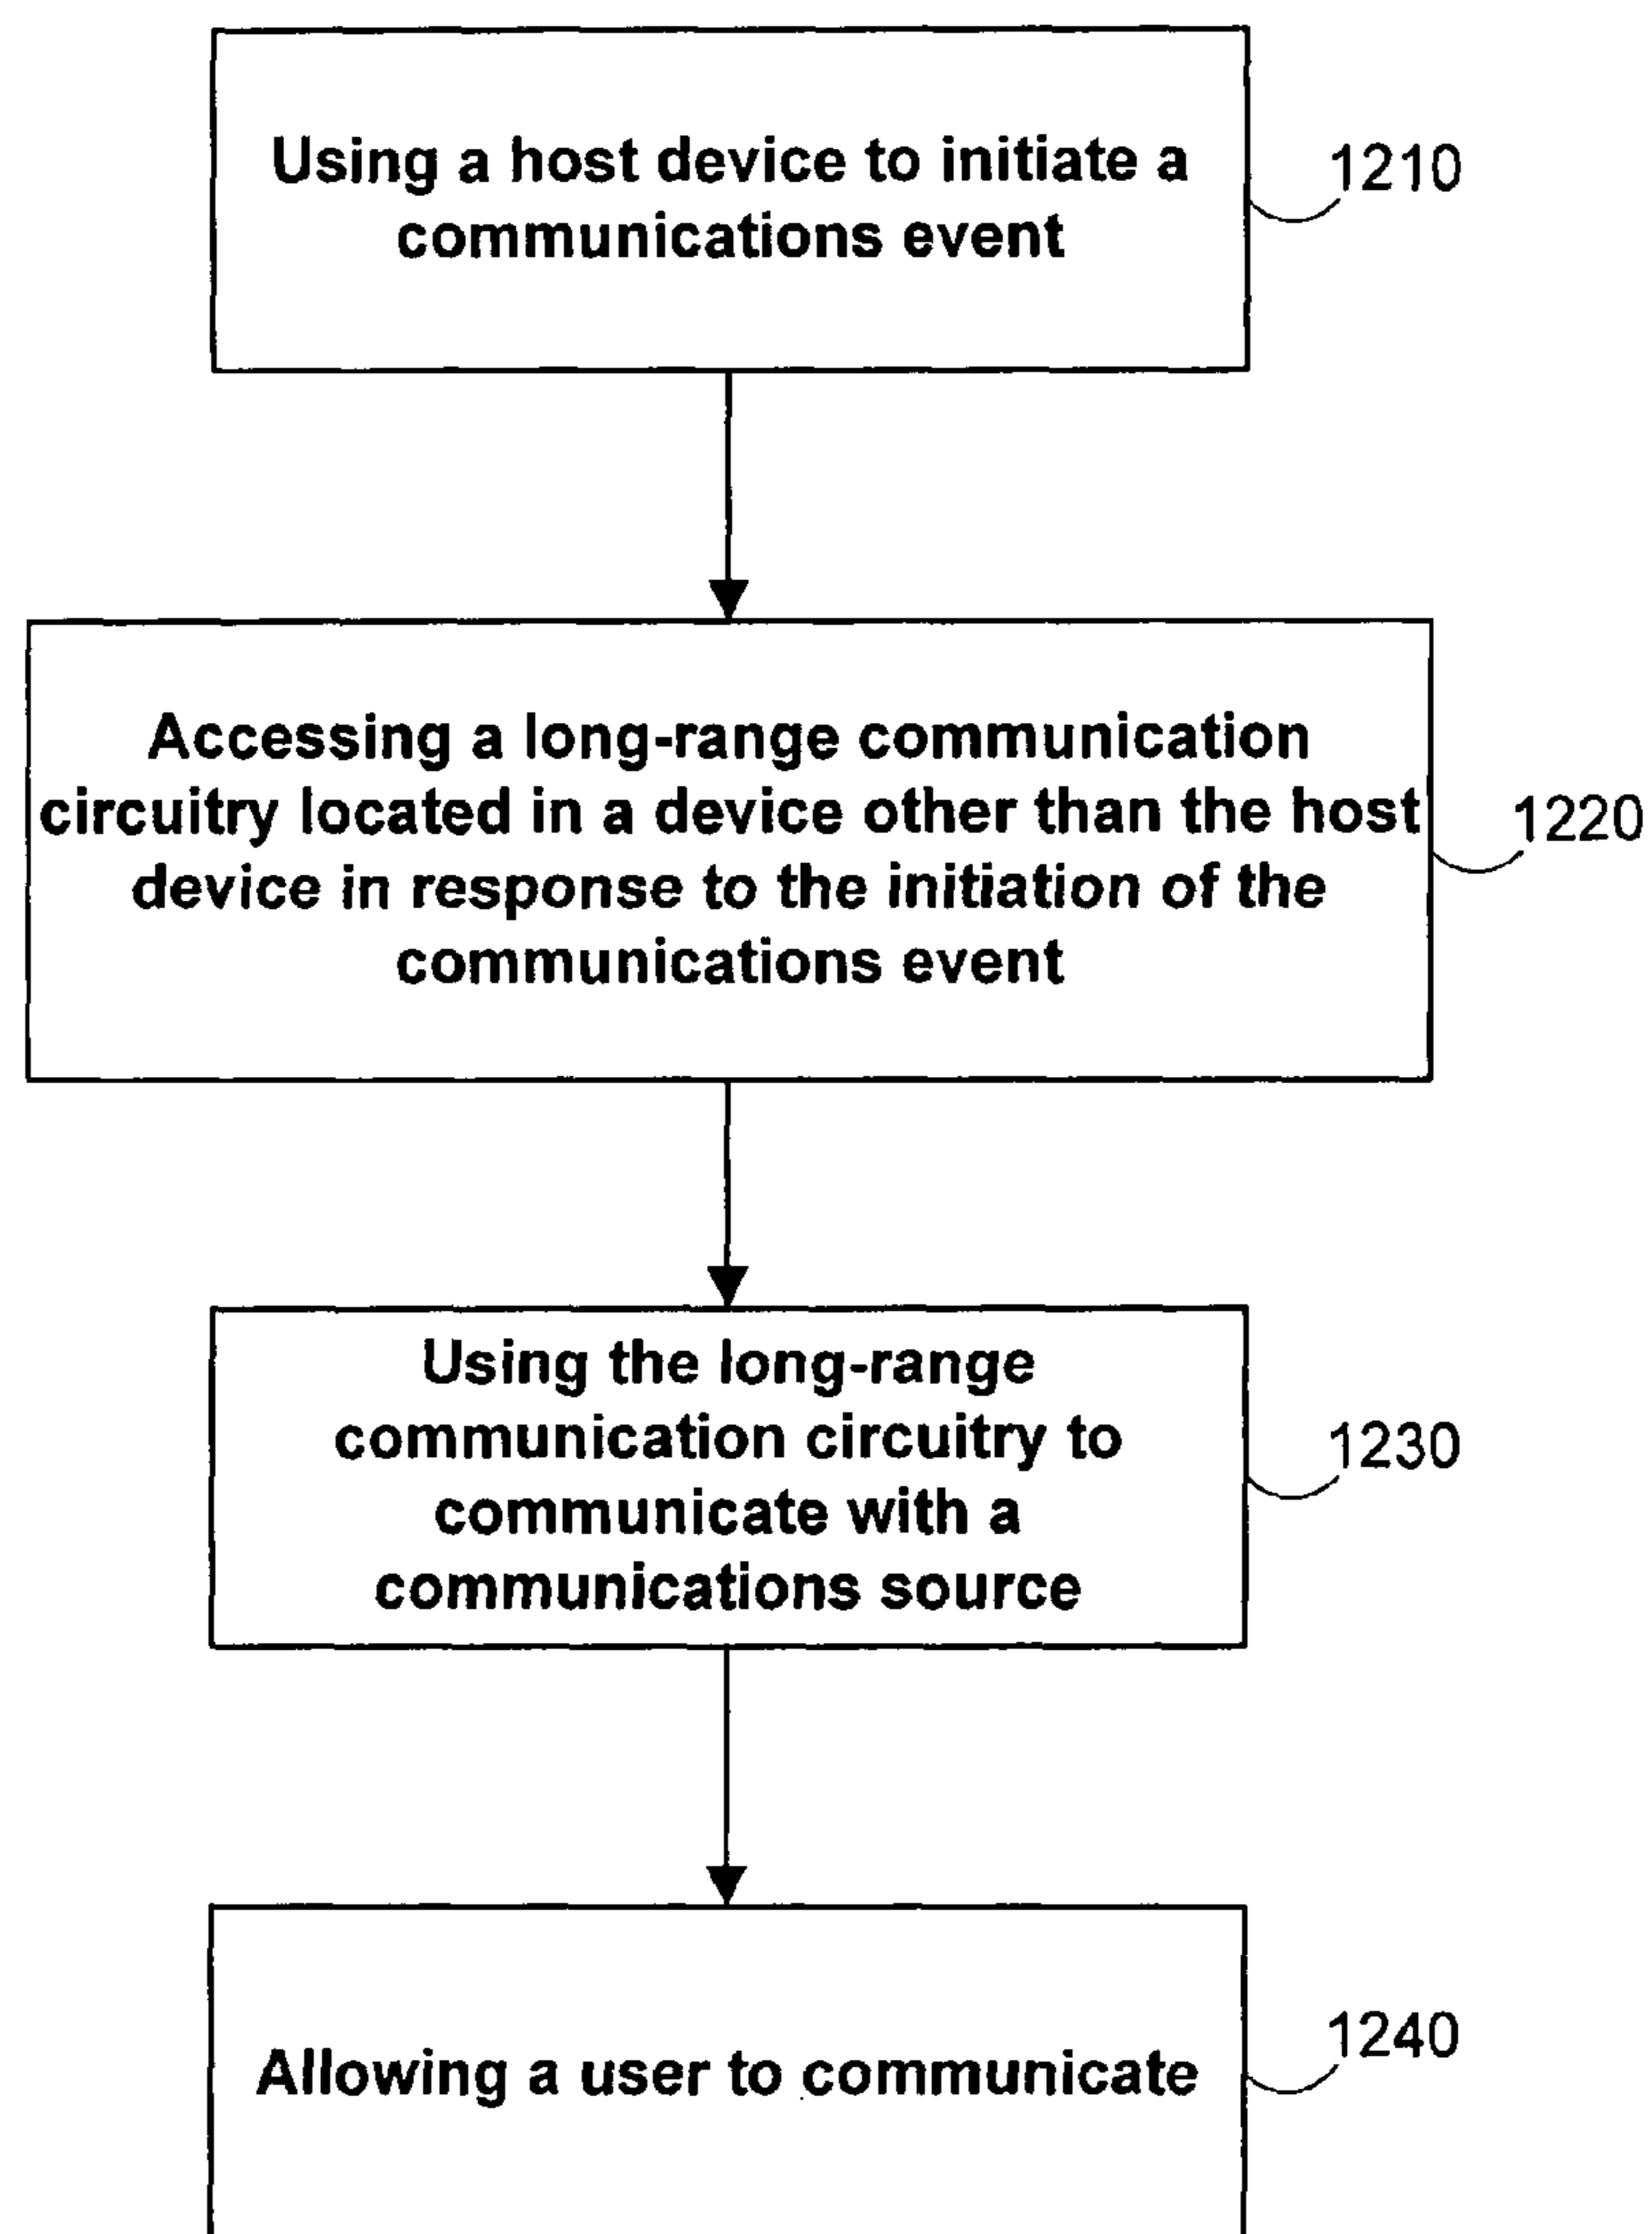 Using a host device to initiate a
communications event
1210
Accessing a long-range communication
circuitry located in a device other than the host
device in response to the initiation of the
communications event
1220
Using the long-range
communication circuitry to
communicate with a
communications source
1230
Allowing a user to communicate
1240